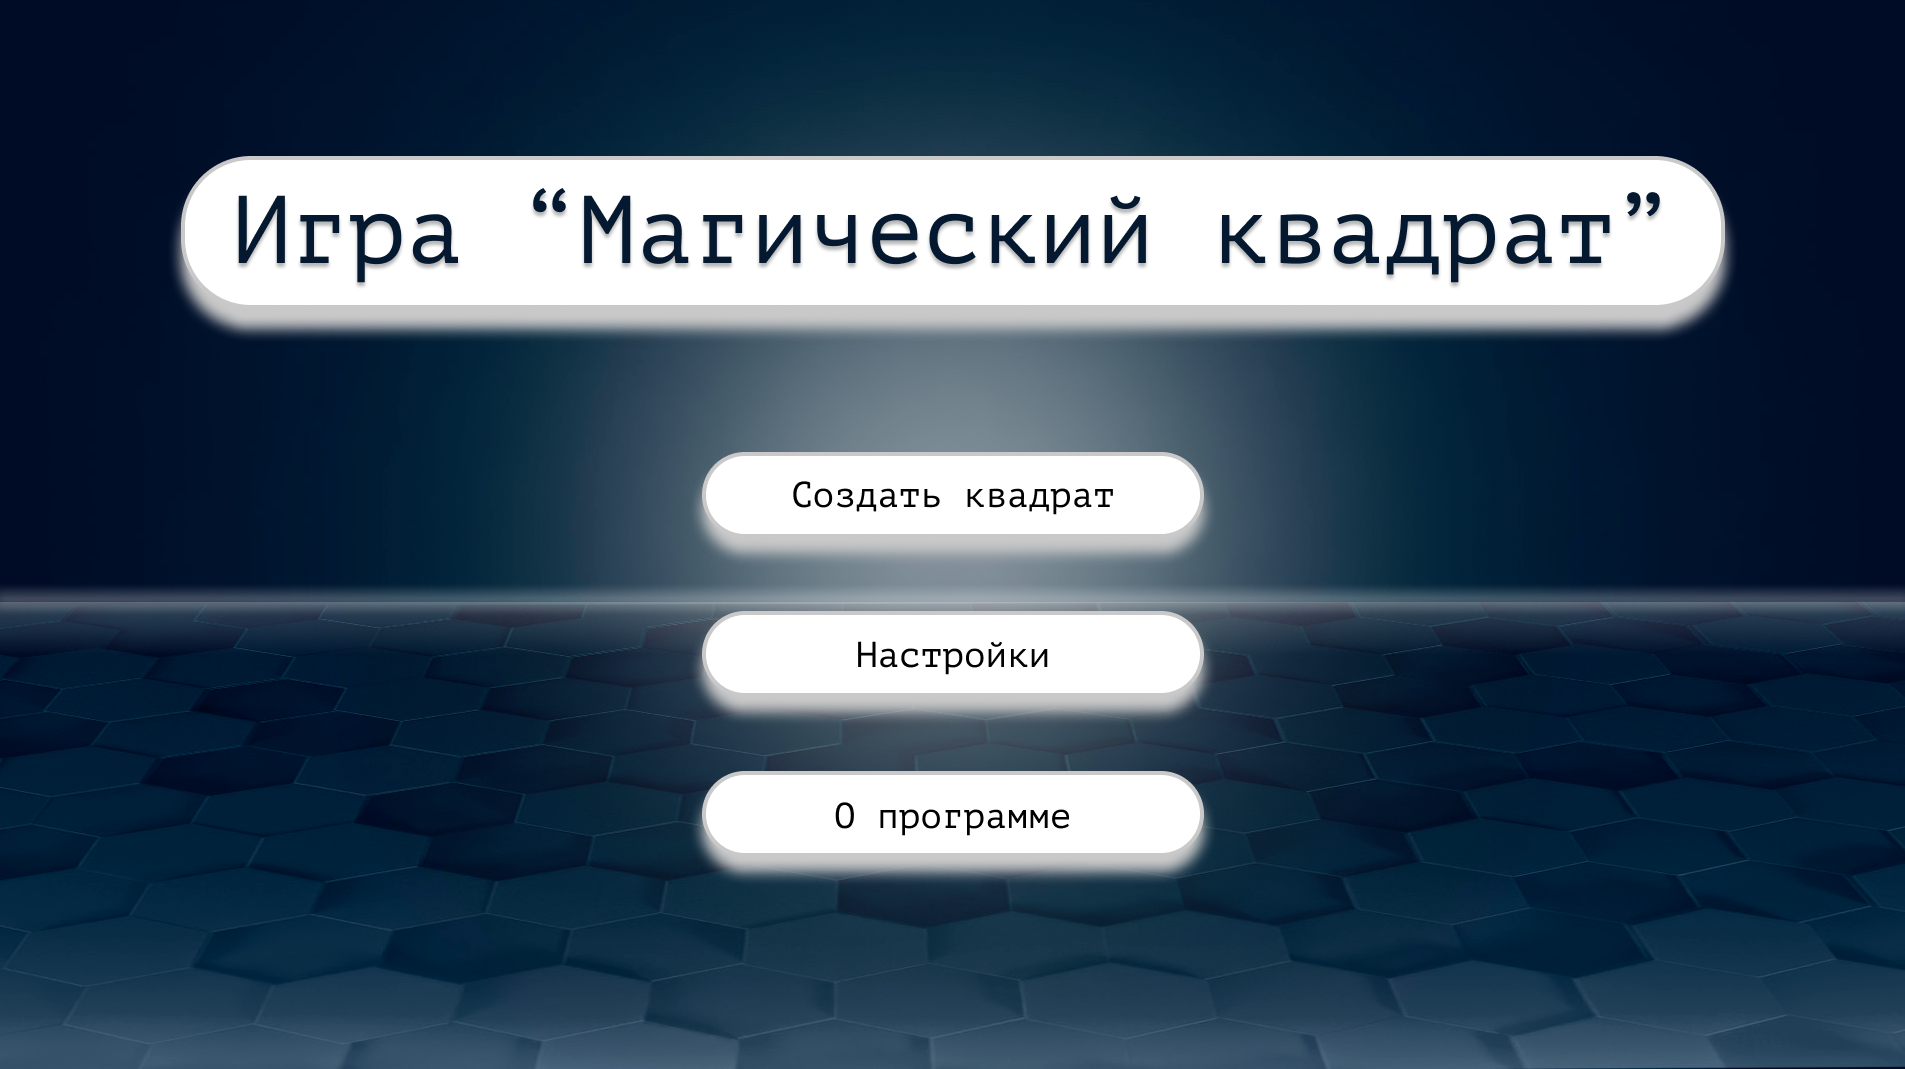 Игра “Магический квадрат”
Создать квадрат
Настройки
О программе